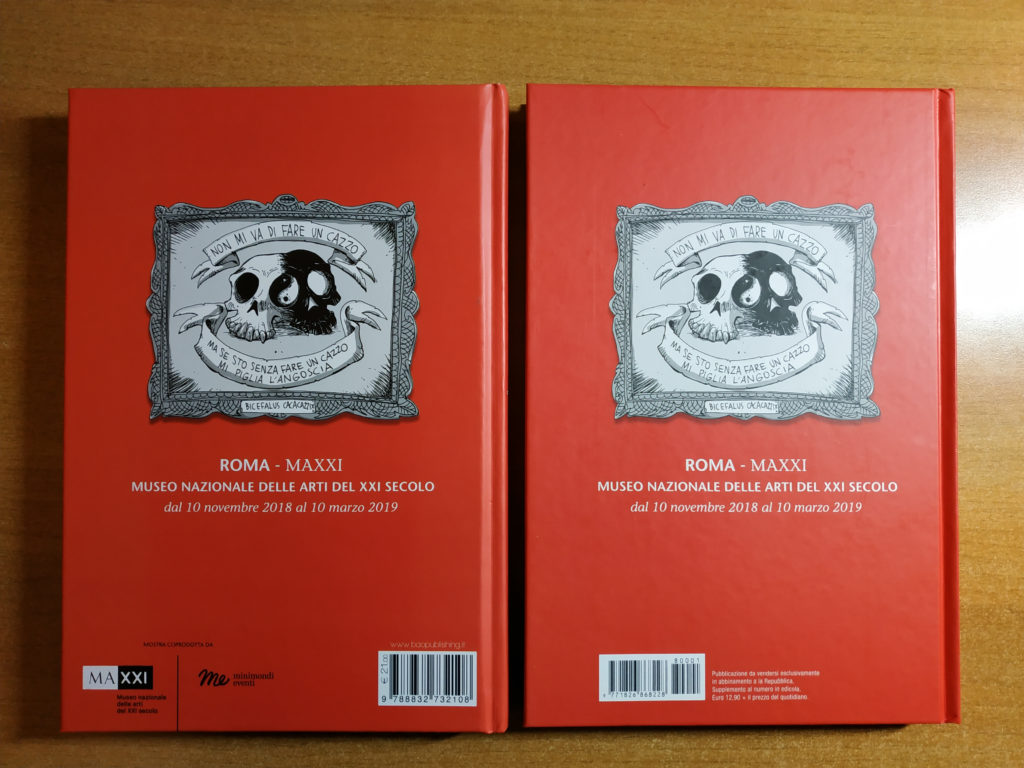 NON MI VA DI FARE UN CAZZO
MA SE STO SENZA FARE UN CAZZO
MI PIGLIA L'ANGOSCIA
BICEFALUS CACACAZZIS
ROMA - MAXXI
MUSEO NAZIONALE DELLE ARTI DEL XXI SECOLO
dal 10 novembre 2018 al 10 marzo 2019
MOSTRA COPRODOTTA DA
MAXXI
Museo nazionale
delle arti
del XXI secolo
me minimondi
eventi
www.baopublishing.it
€ 21,00
9 788832 732108
NON MI VA DI FARE UN CAZZO
MA SE STO SENZA FARE UN CAZZO
MI PIGLIA L'ANGOSCIA
BICEFALUS CACACAZZIS
ROMA - MAXXI
MUSEO NAZIONALE DELLE ARTI DEL XXI SECOLO
dal 10 novembre 2018 al 10 marzo 2019
80001
9 771826 868228
Pubblicazione da vendersi esclusivamente
in abbinamento a la Repubblica.
Supplemento al numero in edicola.
Euro 12,90 + il prezzo del quotidiano.